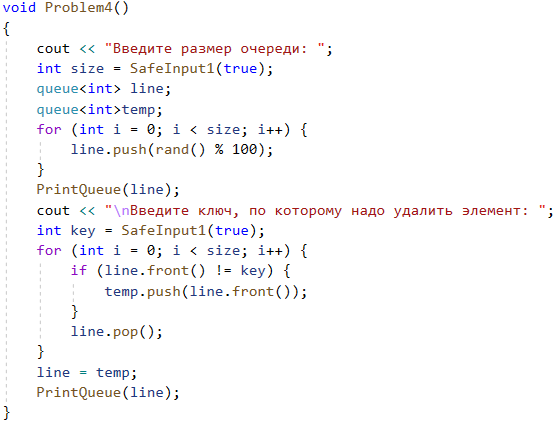 void Problem4()
{
    cout << "Введите размер очереди: ";
    int size = SafeInput1(true);
    queue<int> line;
    queue<int>temp;
    for (int i = 0; i < size; i++) {
        line.push(rand() % 100);
    }
    PrintQueue(line);
    cout << "\nВведите ключ, по которому надо удалить элемент: ";
    int key = SafeInput1(true);
    for (int i = 0; i < size; i++) {
        if (line.front() != key) {
            temp.push(line.front());
        }
        line.pop();
    }
    line = temp;
    PrintQueue(line);
}